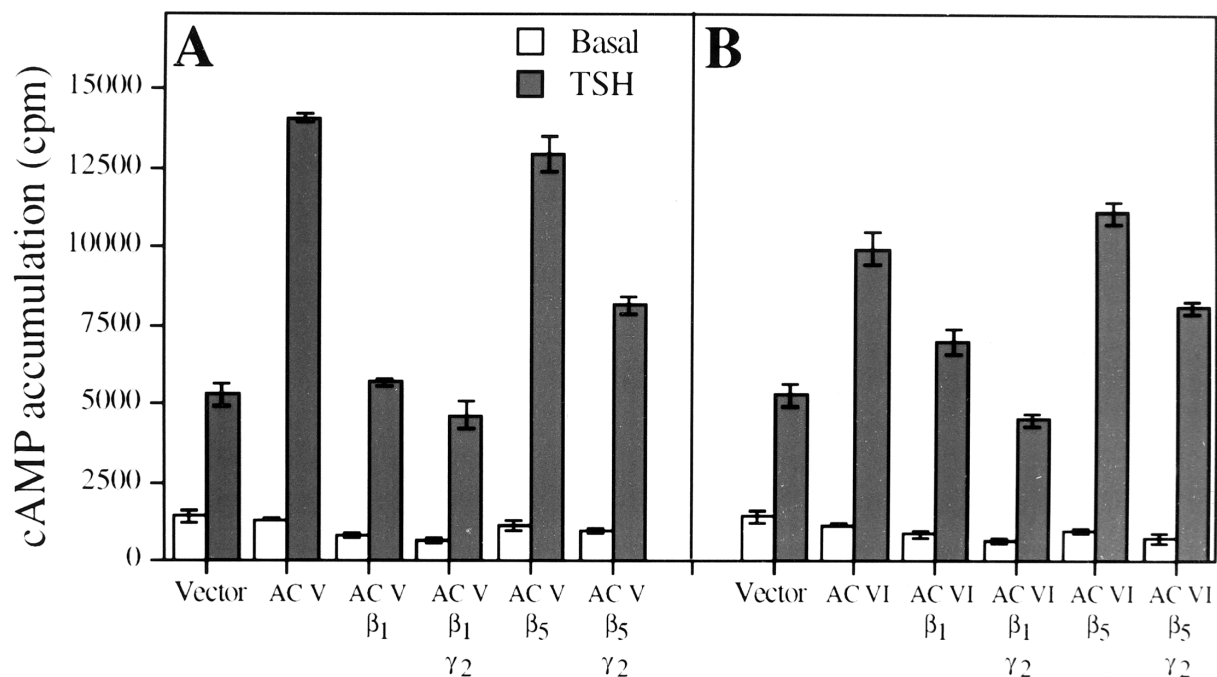 A
B
Basal
TSH
cAMP accumulation (cpm)
15000
12500
10000
7500
5000
2500
0
Vector AC V AC V AC V AC V AC V
β1 β1 β5 β5
γ2 γ2
Vector AC VI AC VI AC VI AC VI AC VI
β1 β1 β5 β5
γ2 γ2